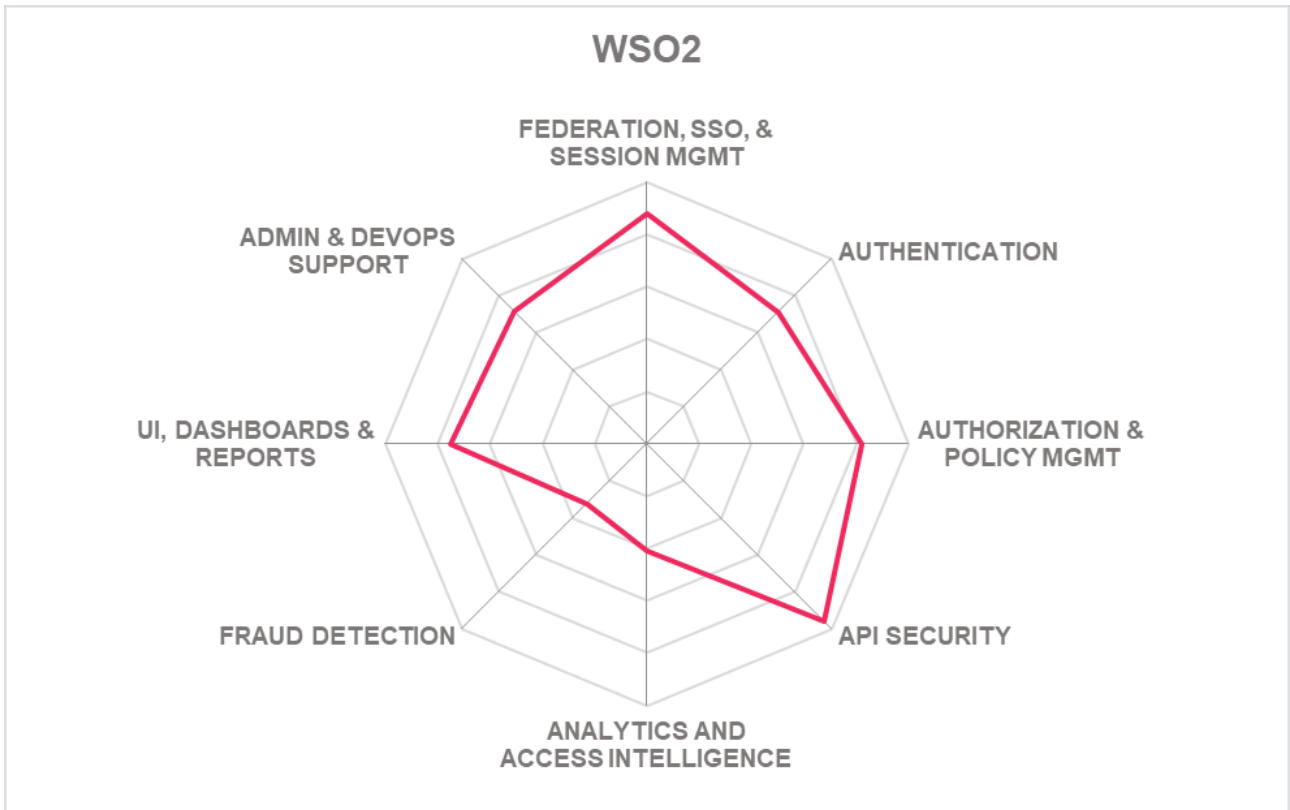 WSO2
FEDERATION, SSO, &
SESSION MGMT
ADMIN & DEVOPS
SUPPORT
AUTHENTICATION
UI, DASHBOARDS &
REPORTS
AUTHORIZATION &
POLICY MGMT
FRAUD DETECTION
API SECURITY
ANALYTICS AND
ACCESS INTELLIGENCE